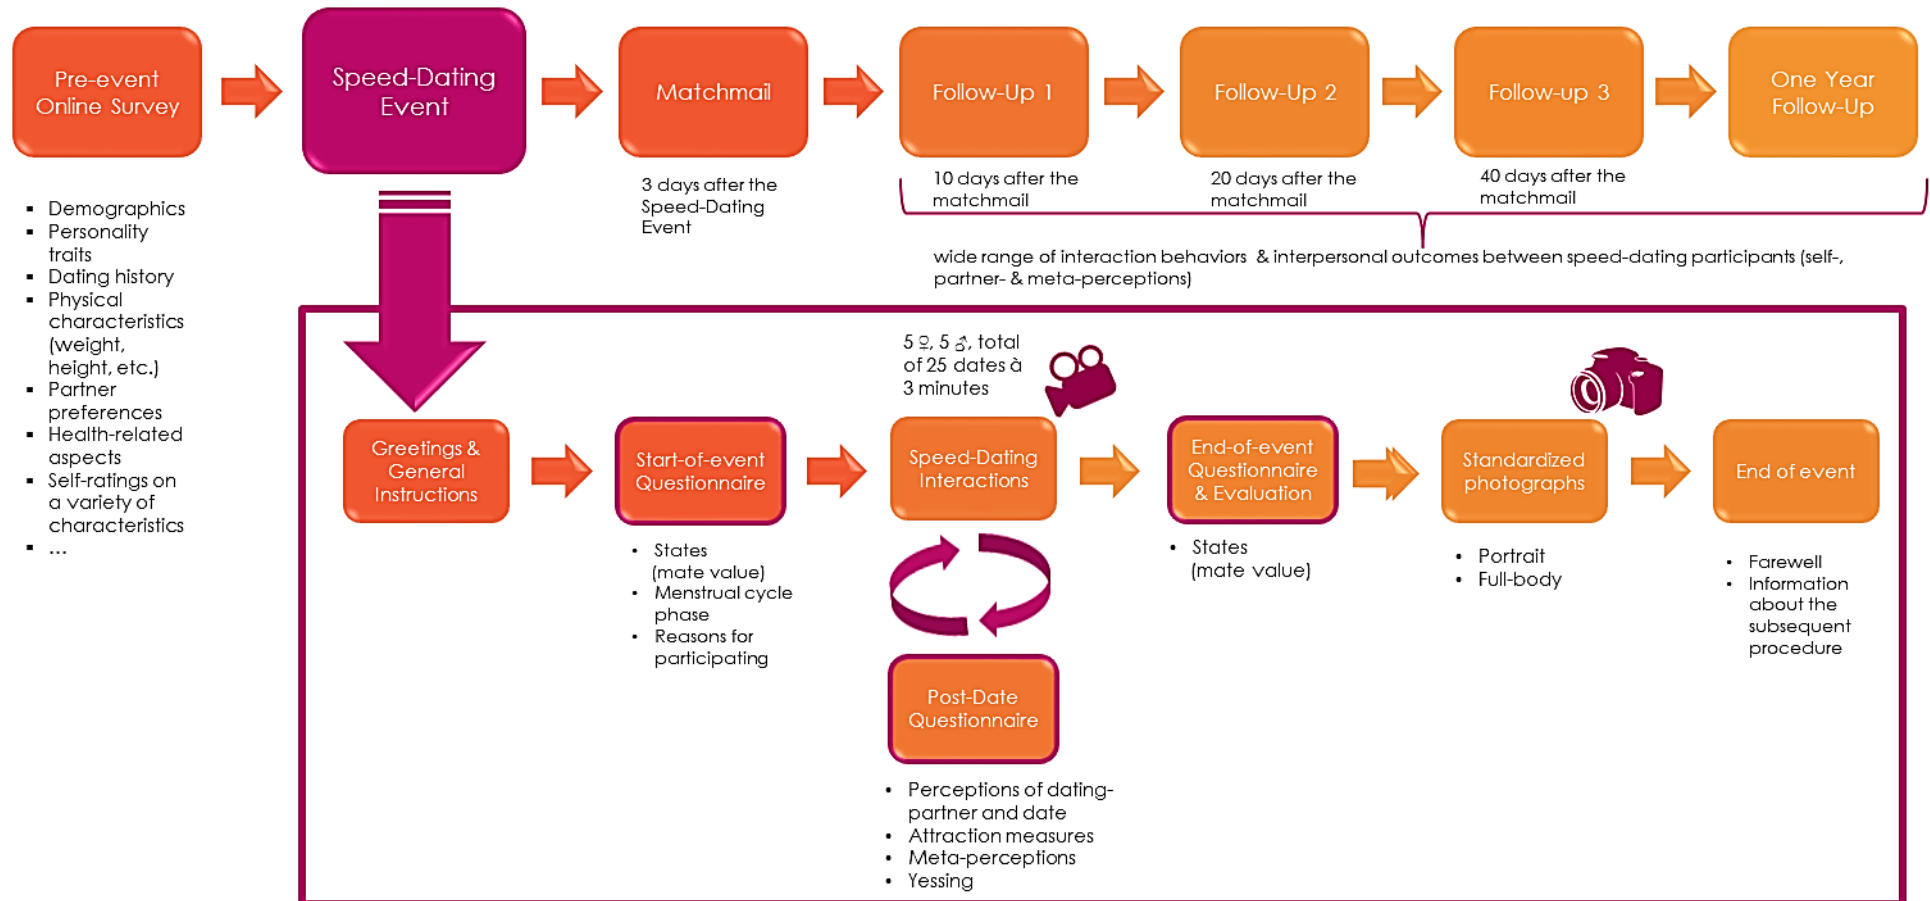 Pre-event
Online Survey
Speed-Dating
Event
Matchmail
Follow-Up 1
Follow-Up 2
Follow-up 3
One Year
Follow-Up
▪ Demographics
▪ Personality
traits
▪ Dating history
▪ Physical
characteristics
(weight,
height, etc.)
▪ Partner
preferences
▪ Health-related
aspects
▪ Self-ratings on
a variety of
characteristics
▪ ...
3 days after the
Speed-Dating
Event
10 days after the
matchmail
20 days after the
matchmail
40 days after the
matchmail
wide range of interaction behaviors & interpersonal outcomes between speed-dating participants (self-,
partner- & meta-perceptions)
5 ♀, 5 ♂, total
of 25 dates à
3 minutes
Greetings &
General
Instructions
Start-of-event
Questionnaire
Speed-Dating
Interactions
End-of-event
Questionnaire
& Evaluation
Standardized
photographs
End of event
• States
(mate value)
• Menstrual cycle
phase
• Reasons for
participating
• States
(mate value)
• Portrait
• Full-body
• Farewell
• Information
about the
subsequent
procedure
Post-Date
Questionnaire
• Perceptions of dating-
partner and date
• Attraction measures
• Meta-perceptions
• Yessing